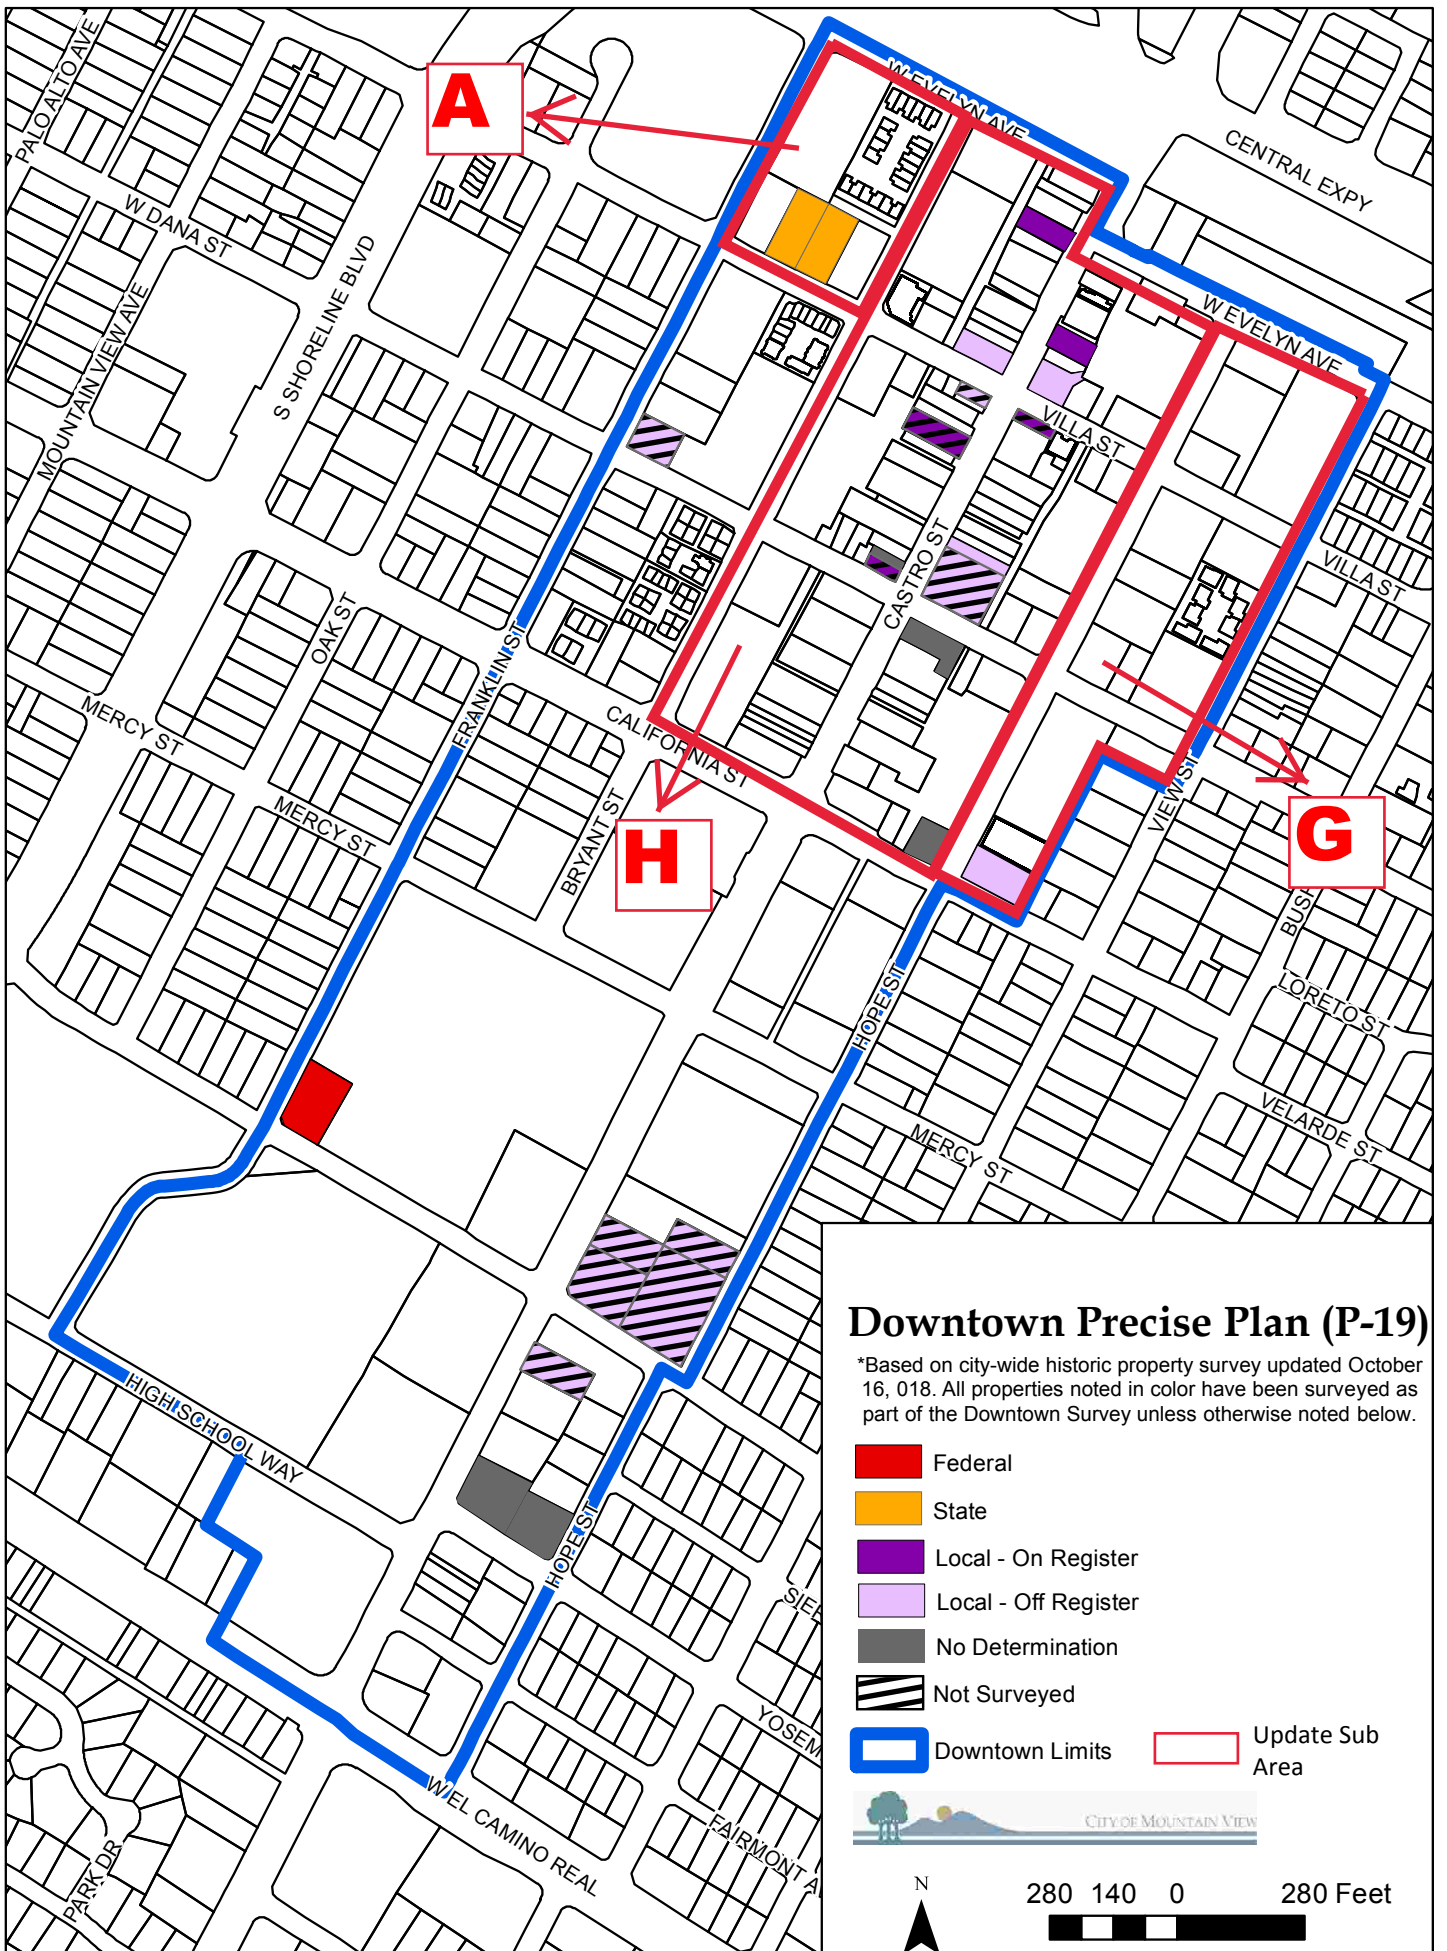 PALO ALTO AVE
A
W EVELYN AVE
CENTRAL EXPY
W DANA ST
S SHORELINE BLVD
MOUNTAIN VIEW AVE
W EVELYN AVE
VILLA ST
CASTRO ST
VILLA ST
OAK ST
FRANKLIN ST
MERCY ST
CALIFORNIA ST
VIEW ST
MERCY ST
BRYANT ST
H
G
HOPE ST
LORETO ST
VELARDE ST
MERCY ST
HIGH SCHOOL WAY
HOPE ST
W EL CAMINO REAL
PARK DR
Downtown Precise Plan (P-19)
*Based on city-wide historic property survey updated October
16, 018. All properties noted in color have been surveyed as
part of the Downtown Survey unless otherwise noted below.
Federal
State
Local - On Register
Local - Off Register
No Determination
Not Surveyed
Downtown Limits
Update Sub
Area
CITY OF MOUNTAIN VIEW
N
280 140 0 280 Feet